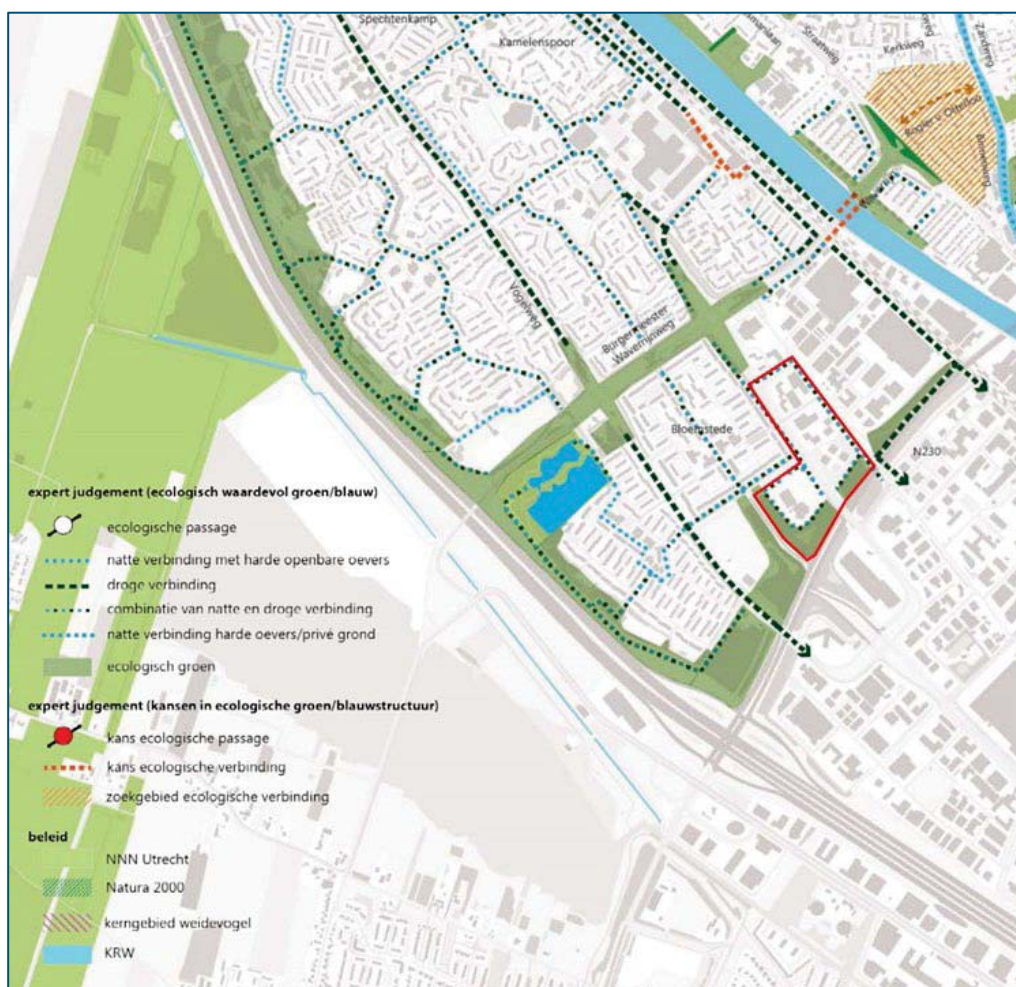 Spechtenkamp
Kamelenspoor
Straatweg
Kerkweg
Zandweg
Vogelweg
Burgermeester
Waverijnweg
Bloemstede
N230
expert judgement (ecologisch waardevol groen/blauw)
ecologische passage
natte verbinding met harde openbare oevers
droge verbinding
combinatie van natte en droge verbinding
natte verbinding harde oevers/privé grond
ecologisch groen
expert judgement (kansen in ecologische groen/blauwstructuur)
kans ecologische passage
kans ecologische verbinding
zoekgebied ecologische verbinding
beleid
NNN Utrecht
Natura 2000
kerngebied weidevogel
KRW